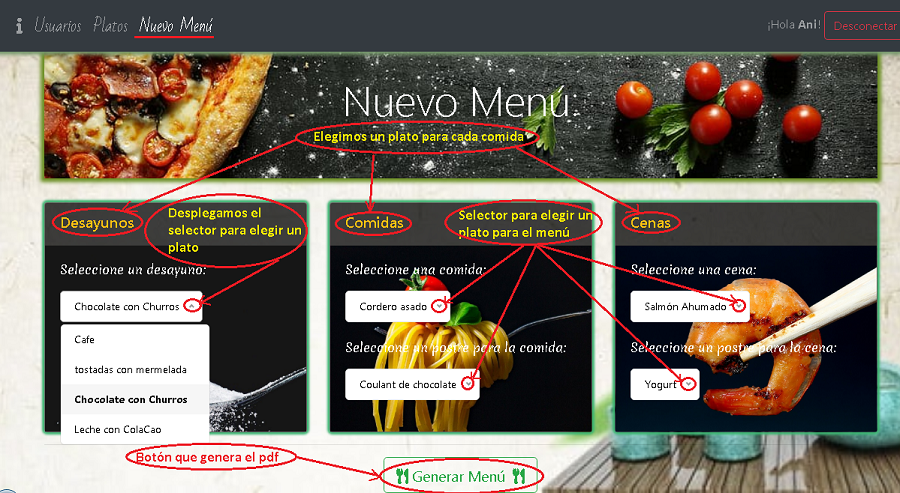 Usuarios Platos Nuevo Menú
¡Hola Ani! Desconectar
Nuevo Menú:
Elegimos un plato para cada comida
Desayunos
Desplegamos el
selector para elegir un
plato
Seleccione un desayuno:
Chocolate con Churros
Cafe
tostadas con mermelada
Chocolate con Churros
Leche con ColaCao
Comidas
Selector para elegir un
plato para el menú
Seleccione una comida:
Cordero asado
Seleccione un postre para la comida:
Coulant de chocolate
Cenas
Seleccione una cena:
Salmón Ahumado
Seleccione un postre para la cena:
Yogurt
Botón que genera el pdf
Generar Menú